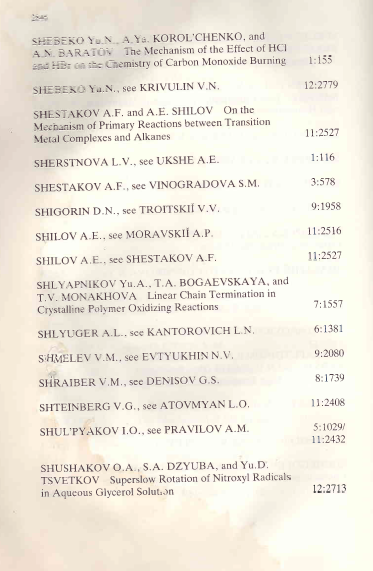 SHEBEKO Yu.N., A.Ya. KOROL'CHENKO, and
A.N. BARATOV The Mechanism of the Effect of HCl
and HBr on the Chemistry of Carbon Monoxide Burning 1:155
SHEBEKO Yu.N., see KRIVULIN V.N. 12:2779
SHESTAKOV A.F. and A.E. SHILOV On the
Mechanism of Primary Reactions between Transition
Metal Complexes and Alkanes 11:2527
SHERSTNOVA L.V., see UKSHE A.E. 1:116
SHESTAKOV A.F., see VINOGRADOVA S.M. 3:578
SHIGORIN D.N., see TROITSKIĬ V.V. 9:1958
SHILOV A.E., see MORAVSKIĬ A.P. 11:2516
SHILOV A.E., see SHESTAKOV A.F. 11:2527
SHLYAPNIKOV Yu.A., T.A. BOGAEVSKAYA, and
T.V. MONAKHOVA Linear Chain Termination in
Crystalline Polymer Oxidizing Reactions 7:1557
SHLYUGER A.L., see KANTOROVICH L.N. 6:1381
SHMELEV V.M., see EVTYUKHIN N.V. 9:2080
SHRAIBER V.M., see DENISOV G.S. 8:1739
SHTEINBERG V.G., see ATOVMYAN L.O. 11:2408
SHUL'PYAKOV I.O., see PRAVILOV A.M. 5:1029/
11:2432
SHUSHAKOV O.A., S.A. DZYUBA, and Yu.D.
TSVETKOV Superslow Rotation of Nitroxyl Radicals
in Aqueous Glycerol Solution 12:2713